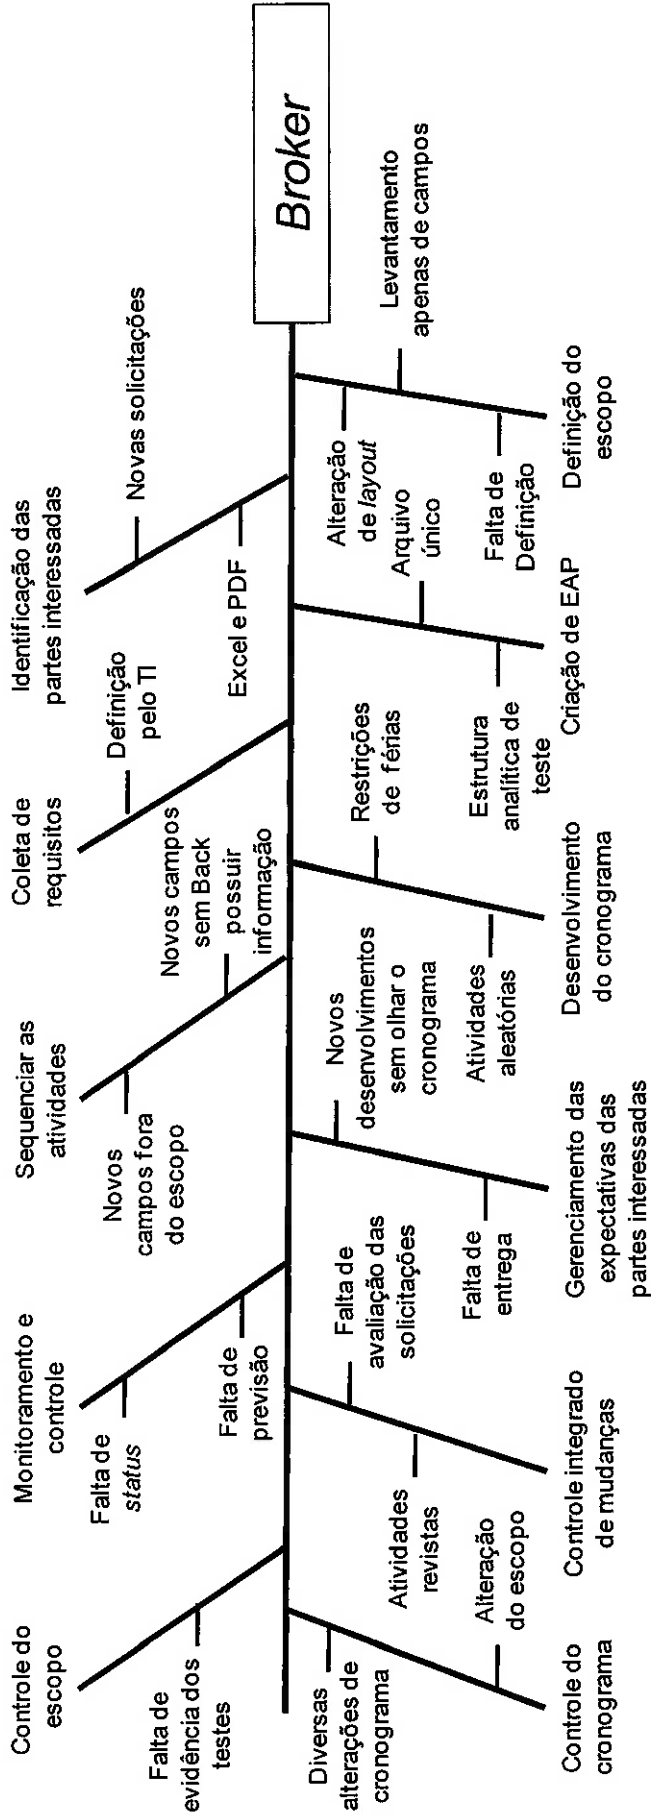 Controle do
escopo
Falta de
evidência dos
testes
Monitoramento e
controle
Falta de
status
Falta de
previsão
Sequenciar as
atividades
Novos
campos fora
do escopo
Novos campos
sem Back
possuir
informação
Coleta de
requisitos
Definição
pelo TI
Identificação das
partes interessadas
Novas solicitações
Excel e PDF
Broker
Diversas
alterações de
cronograma
Alteração
do escopo
Controle do
cronograma
Falta de
avaliação das
solicitações
Atividades
revistas
Controle integrado
de mudanças
Novos
desenvolvimentos
sem olhar o
cronograma
Falta de
entrega
Gerenciamento das
expectativas das
partes interessadas
Restrições
de férias
Atividades
aleatórias
Desenvolvimento
do cronograma
Arquivo
único
Estrutura
analítica de
teste
Criação de EAP
Alteração
de layout
Levantamento
apenas de campos
Falta de
Definição
Definição do
escopo